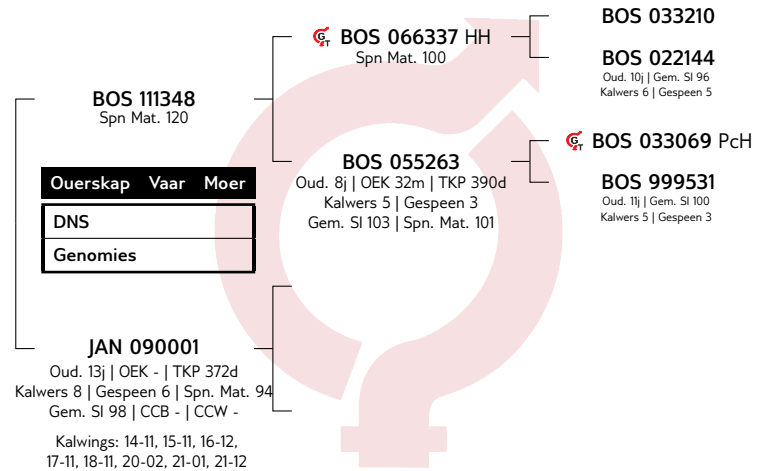 BOS 033210
GT BOS 066337 HH
Spn Mat. 100
BOS 022144
Oud. 10j | Gem. SI 96
Kalwers 6 | Gespeen 5
BOS 111348
Spn Mat. 120
GT BOS 033069 PcH
BOS 055263
Oud. 8j | OEK 32m | TKP 390d
Kalwers 5 | Gespeen 3
Gem. SI 103 | Spn. Mat. 101
BOS 999531
Oud. 11j | Gem. SI 100
Kalwers 5 | Gespeen 3
Ouerskap Vaar Moer
DNS
Genomies
JAN 090001
Oud. 13j | OEK - | TKP 372d
Kalwers 8 | Gespeen 6 | Spn. Mat. 94
Gem. SI 98 | CCB - | CCW -
Kalwings: 14-11, 15-11, 16-12,
17-11, 18-11, 20-02, 21-01, 21-12